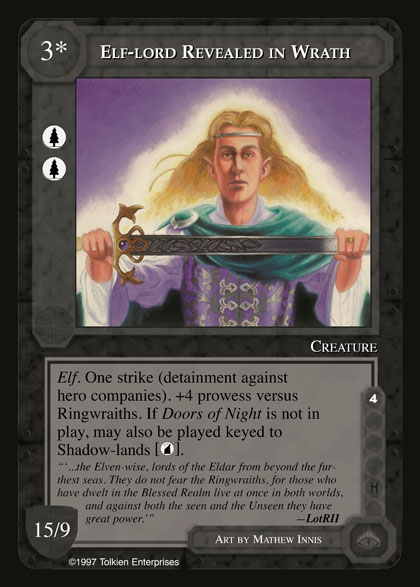 3*
Elf-lord Revealed in Wrath
Creature
Elf. One strike (detainment against
hero companies). +4 prowess versus
Ringwraiths. If Doors of Night is not in
play, may also be played keyed to
Shadow-lands [ ].
4
“‘...the Elven-wise, lords of the Eldar from beyond the fur-
thest seas. They do not fear the Ringwraiths, for those who
have dwelt in the Blessed Realm live at once in both worlds,
and against both the seen and the Unseen they have
great power.’” —LotRII
15/9
Art by Mathew Innis
©1997 Tolkien Enterprises